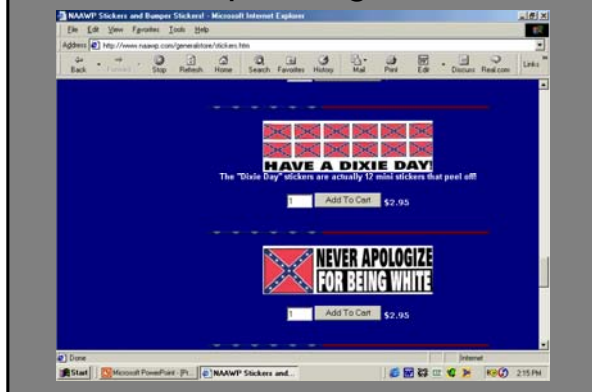 NAAWP Stickers and Bumper Stickers! - Microsoft Internet Explorer
File Edit View Favorites Tools Help
Address http://www.naawp.com/generalstore/stickers.htm
Back Forward Stop Refresh Home Search Favorites History Mail Print Edit Discuss Real.com Links
HAVE A DIXIE DAY!
The "Dixie Day" stickers are actually 12 mini stickers that peel off!
1 Add To Cart $2.95
NEVER APOLOGIZE
FOR BEING WHITE
1 Add To Cart $2.95
Done Internet
Start Microsoft PowerPoint - [Pr... NAAWP Stickers and... 2:15 PM